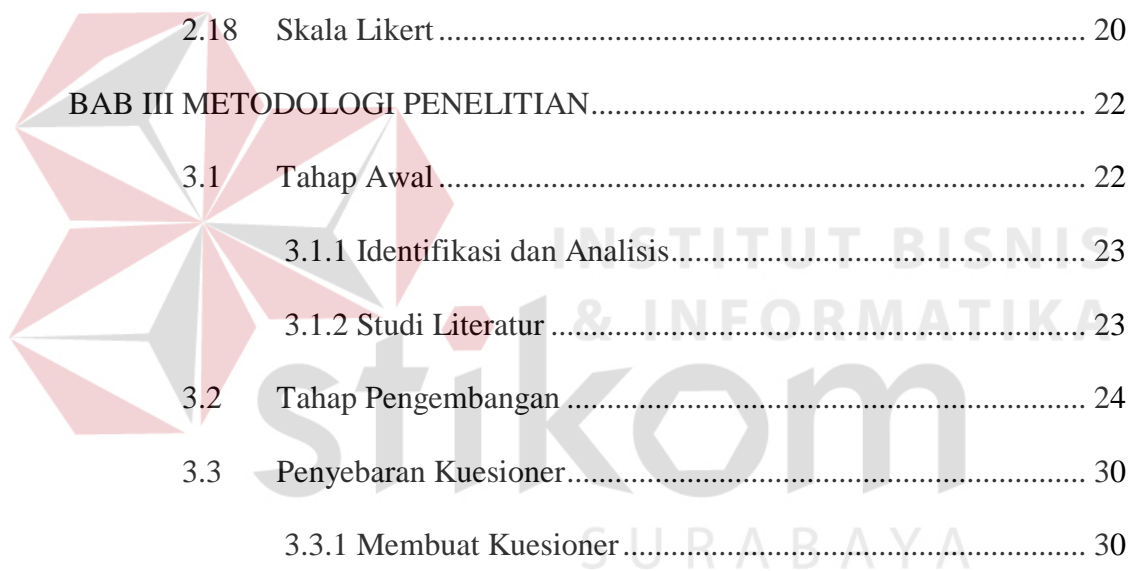 2.18 Skala Likert ........................................................................... 20
BAB III METODOLOGI PENELITIAN ......................................................... 22
3.1 Tahap Awal ........................................................................... 22
3.1.1 Identifikasi dan Analisis ............................................... 23
INSTITUT BISNIS
3.1.2 Studi Literatur .............................................................. 23
& INFORMATIKA
3.2 Tahap Pengembangan ............................................................ 24
stikom
3.3 Penyebaran Kuesioner ........................................................... 30
3.3.1 Membuat Kuesioner ..................................................... 30
SURABAYA